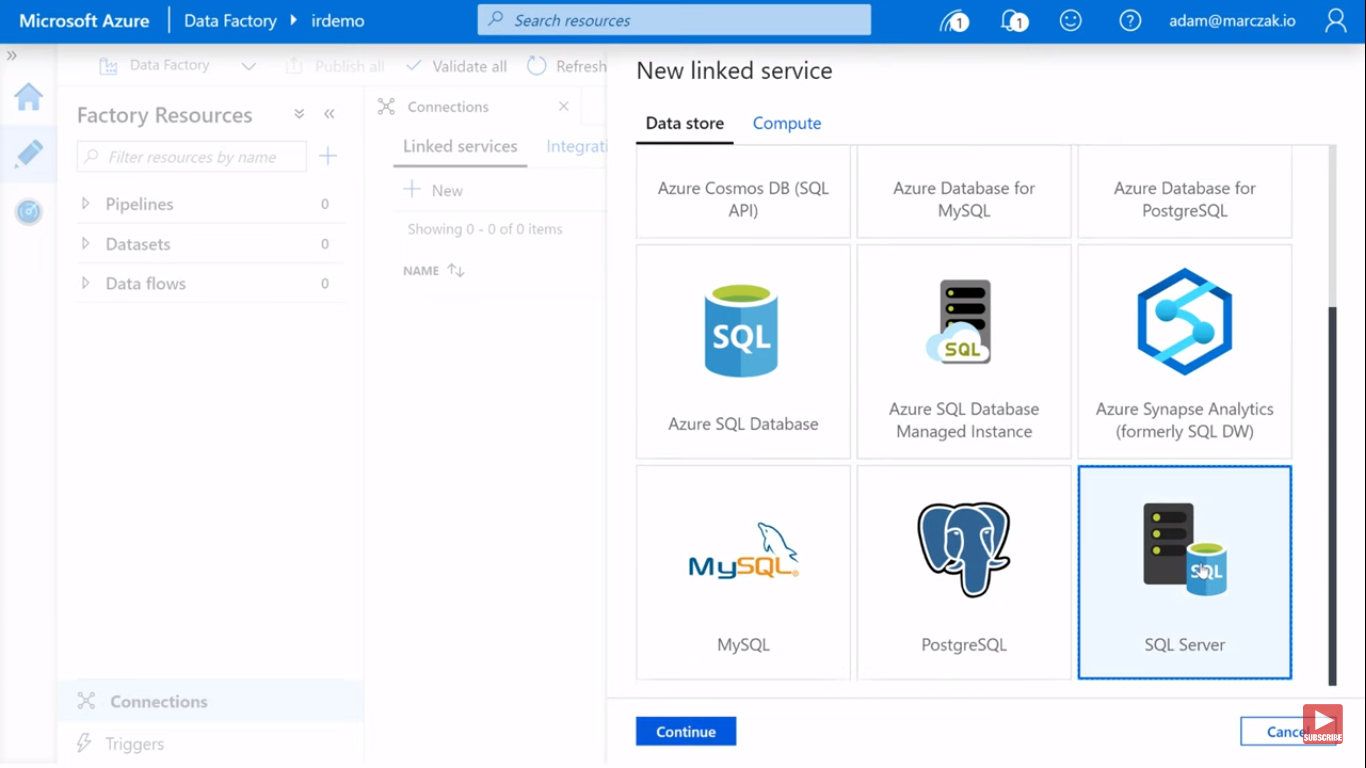 Microsoft Azure
Data Factory
irdemo
Search resources
1
1
adam@marczak.io
Data Factory
Publish all
Validate all
Refresh
Factory Resources
Filter resources by name
Pipelines 0
Datasets 0
Data flows 0
Connections
Triggers
Connections
Linked services
Integrati
New
Showing 0 - 0 of 0 items
NAME
New linked service
Data store
Compute
Azure Cosmos DB (SQL
API)
Azure Database for
MySQL
Azure Database for
PostgreSQL
SQL
Azure SQL Database
SQL
Azure SQL Database
Managed Instance
Azure Synapse Analytics
(formerly SQL DW)
MySQL
MySQL
PostgreSQL
SQL
SQL Server
Continue
Cancel
SUBSCRIBE